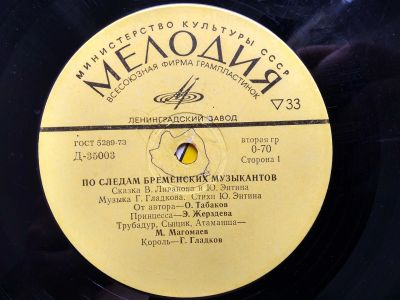 МИНИСТЕРСТВО КУЛЬТУРЫ СССР
МЕЛОДИЯ
ВСЕСОЮЗНАЯ ФИРМА ГРАМПЛАСТИНОК
33
ЛЕНИНГРАДСКИЙ ЗАВОД
ГОСТ 5289-73
Д-35003
вторая гр
0-70
Сторона 1
ПО СЛЕДАМ БРЕМЕНСКИХ МУЗЫКАНТОВ
Сказка В. Ливанова и Ю. Энтина
Музыка Г. Гладкова. Стихи Ю. Энтина
От автора—О. Табаков
Принцесса—Э. Жерздева
Трубадур, Сыщик, Атаманша—
М. Магомаев
Король—Г. Гладков